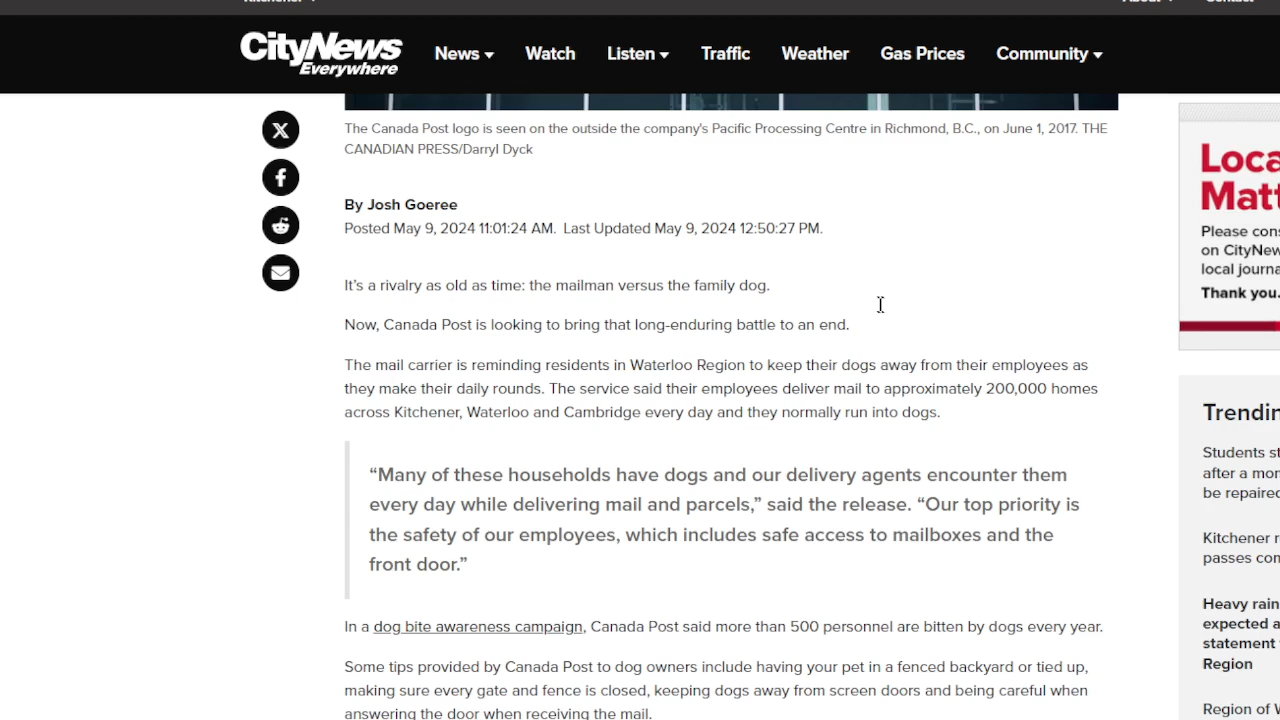 CityNews
Everywhere
News
Watch
Listen
Traffic
Weather
Gas Prices
Community
The Canada Post logo is seen on the outside the company's Pacific Processing Centre in Richmond, B.C., on June 1, 2017. THE
CANADIAN PRESS/Darryl Dyck
By Josh Goeree
Posted May 9, 2024 11:01:24 AM. Last Updated May 9, 2024 12:50:27 PM.
It's a rivalry as old as time: the mailman versus the family dog.
Now, Canada Post is looking to bring that long-enduring battle to an end.
The mail carrier is reminding residents in Waterloo Region to keep their dogs away from their employees as
they make their daily rounds. The service said their employees deliver mail to approximately 200,000 homes
across Kitchener, Waterloo and Cambridge every day and they normally run into dogs.
“Many of these households have dogs and our delivery agents encounter them
every day while delivering mail and parcels,” said the release. “Our top priority is
the safety of our employees, which includes safe access to mailboxes and the
front door.”
In a dog bite awareness campaign, Canada Post said more than 500 personnel are bitten by dogs every year.
Some tips provided by Canada Post to dog owners include having your pet in a fenced backyard or tied up,
making sure every gate and fence is closed, keeping dogs away from screen doors and being careful when
answering the door when receiving the mail.
Please
on
local
Thank you.
Students
after a
be repaired
Kitchener
passes
Heavy rain
expected
statement
Region
Region of